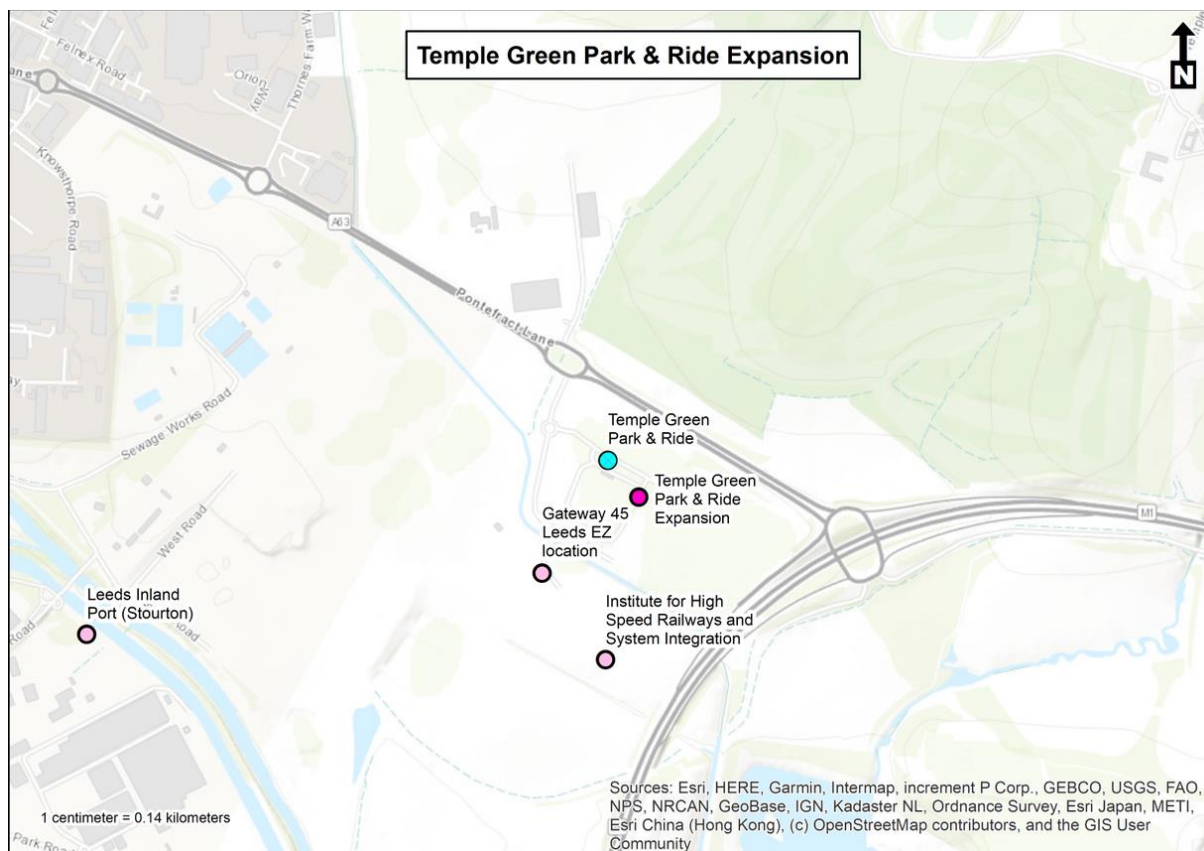 Temple Green Park & Ride Expansion
N
Felnex Road
Orion
Way
Thornes Farm W
Lane
Knowsthorpe Road
A63
Pontefract Lane
Sewage Works Road
West Road
Temple Green
Park & Ride
Temple Green
Park & Ride
Expansion
Gateway 45
Leeds EZ
location
M1
Leeds Inland
Port (Stourton)
Institute for High
Speed Railways and
System Integration
Road
Road
1 centimeter = 0.14 kilometers
Park Road
Sources: Esri, HERE, Garmin, Intermap, increment P Corp., GEBCO, USGS, FAO,
NPS, NRCAN, GeoBase, IGN, Kadaster NL, Ordnance Survey, Esri Japan, METI,
Esri China (Hong Kong), (c) OpenStreetMap contributors, and the GIS User
Community